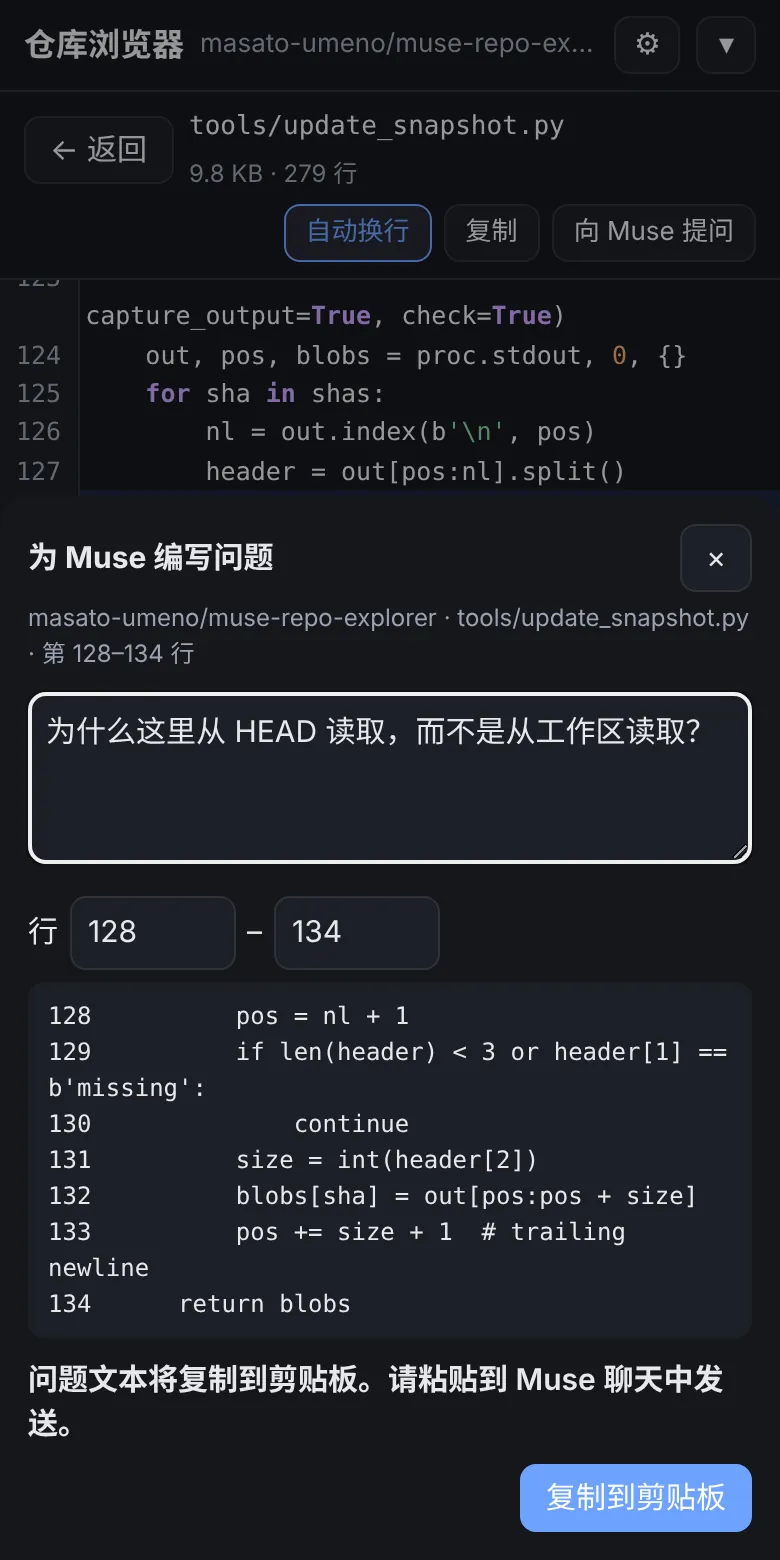 仓库浏览器 masato-umeno/muse-repo-ex... ⚙ ▼
← 返回
tools/update_snapshot.py
9.8 KB · 279 行
自动换行 复制 向 Muse 提问
capture_output=True, check=True)
124     out, pos, blobs = proc.stdout, 0, {}
125     for sha in shas:
126         nl = out.index(b'\n', pos)
127         header = out[pos:nl].split()
为 Muse 编写问题 ×
masato-umeno/muse-repo-explorer · tools/update_snapshot.py
· 第 128–134 行
为什么这里从 HEAD 读取，而不是从工作区读取？
行 128 – 134
128         pos = nl + 1
129         if len(header) < 3 or header[1] ==
b'missing':
130             continue
131         size = int(header[2])
132         blobs[sha] = out[pos:pos + size]
133         pos += size + 1  # trailing
newline
134     return blobs
问题文本将复制到剪贴板。请粘贴到 Muse 聊天中发
送。
复制到剪贴板